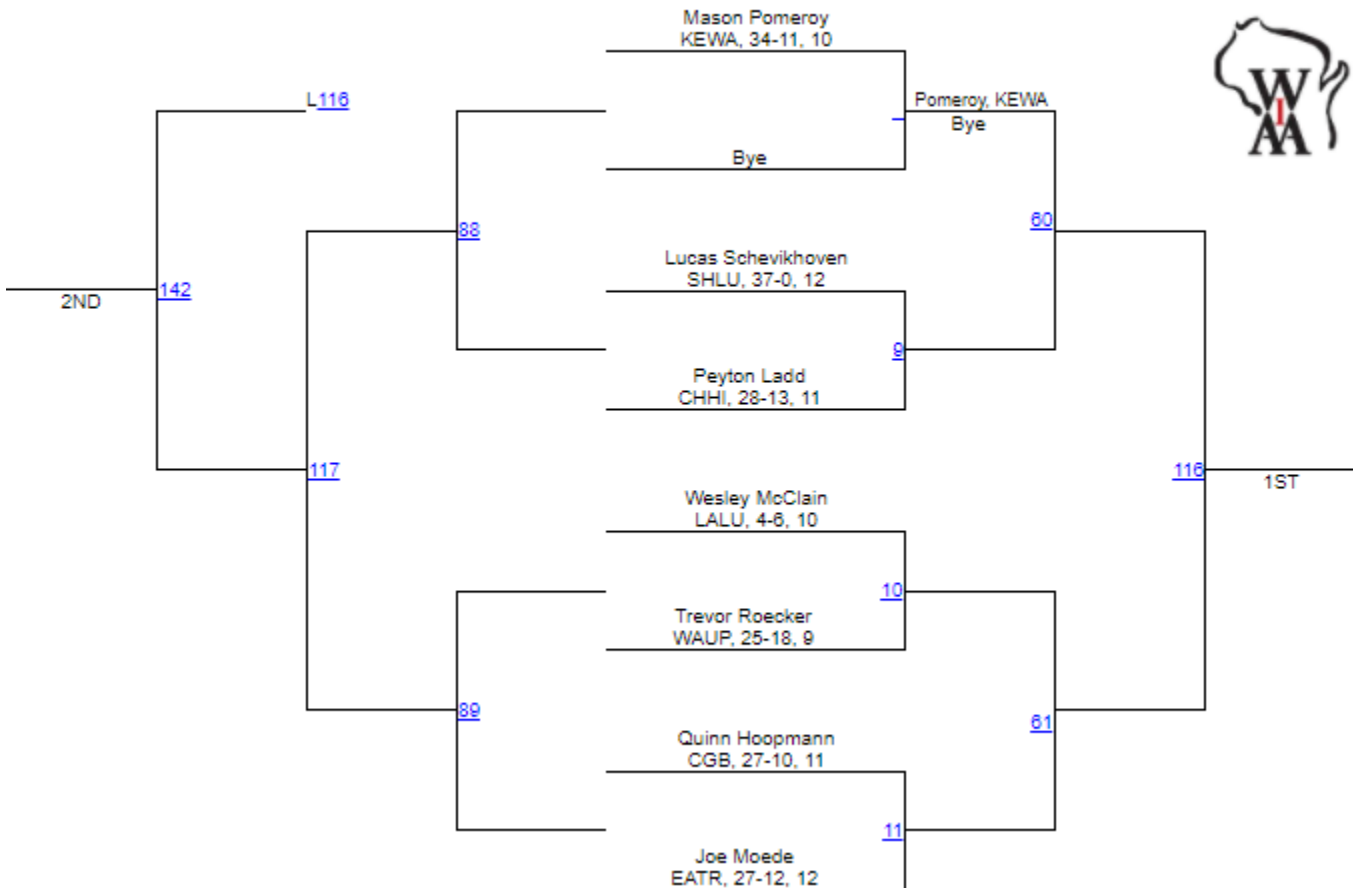 Mason Pomeroy
KEWA, 34-11, 10
L116
Pomeroy, KEWA
Bye
Bye
88
60
Lucas Schevikhoven
SHLU, 37-0, 12
142
2ND
9
Peyton Ladd
CHHI, 28-13, 11
117
116
1ST
Wesley McClain
LALU, 4-6, 10
10
Trevor Roecker
WAUP, 25-18, 9
89
61
Quinn Hoopmann
CGB, 27-10, 11
11
Joe Moede
EATR, 27-12, 12
WIAA